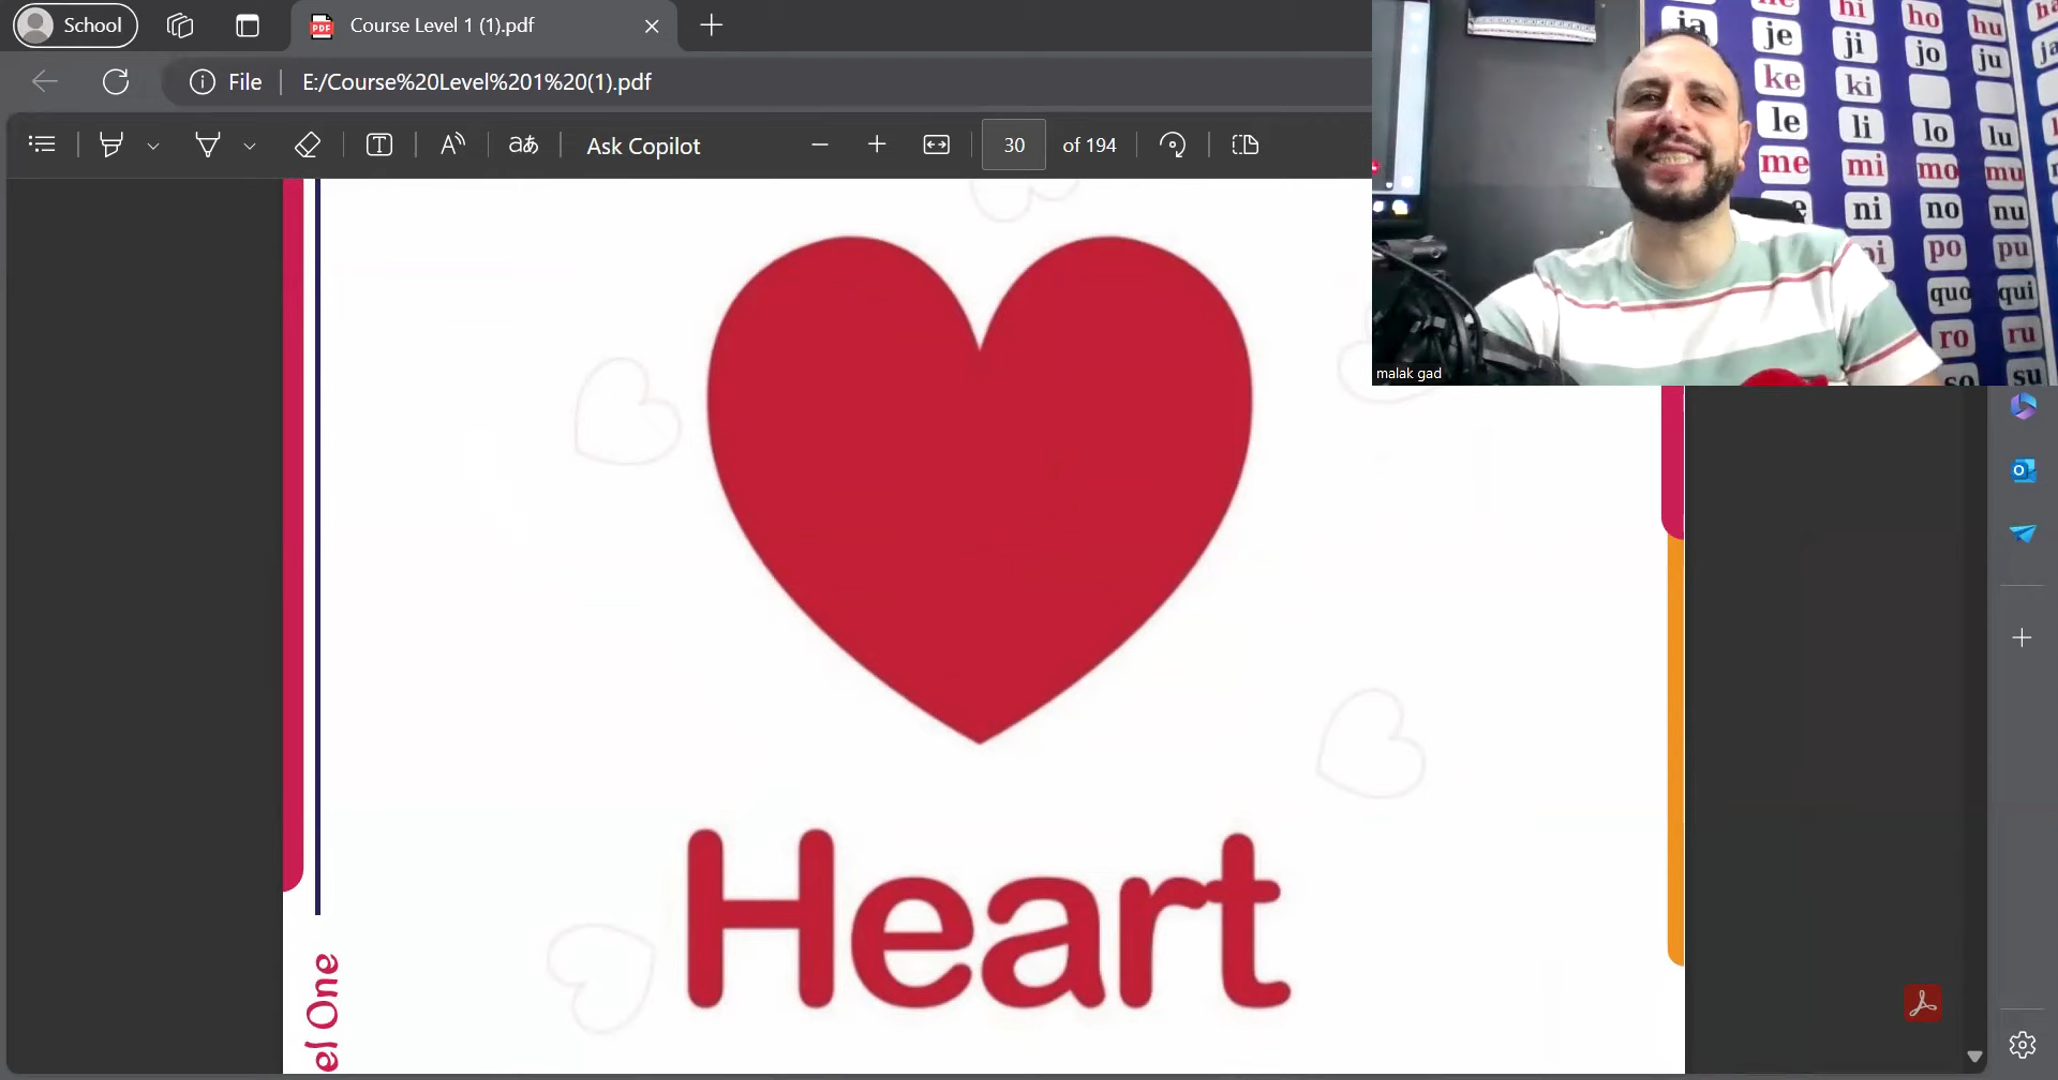 School
Course Level 1 (1).pdf
File
E:/Course%20Level%201%20(1).pdf
Ask Copilot
30 of 194
hi ho hu
ja je ji jo ju
ke ki
le li lo lu
me mi mo mu
ni no nu
po pu
quo qui
ro ru
so su
malak gad
Heart
el One